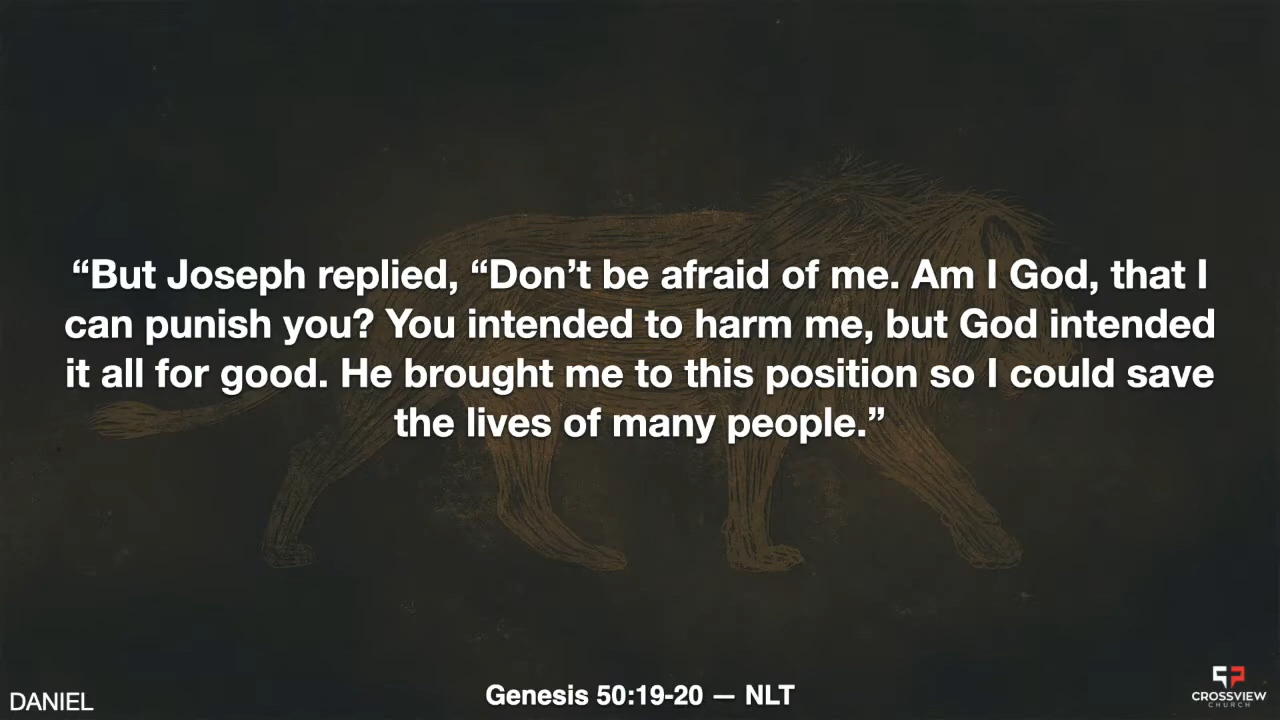 “But Joseph replied, “Don’t be afraid of me. Am I God, that I
can punish you? You intended to harm me, but God intended
it all for good. He brought me to this position so I could save
the lives of many people.”
Genesis 50:19-20 — NLT
DANIEL
CROSSVIEW
CHURCH